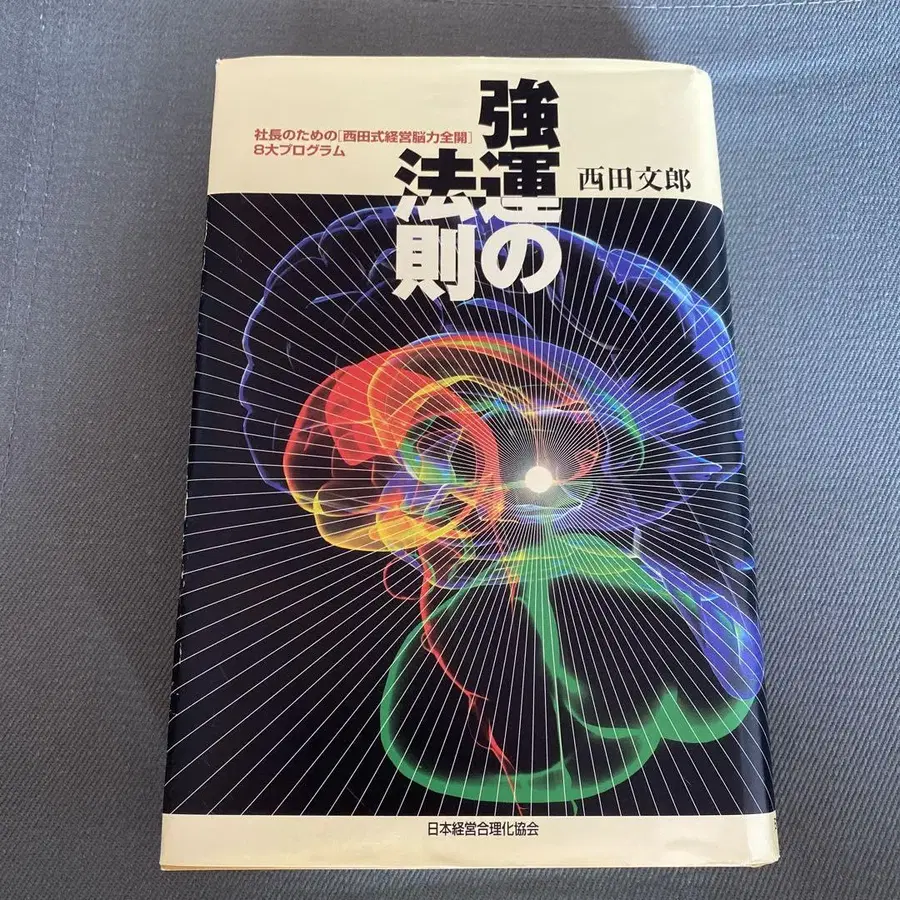 強運の
法則
社長のための[西田式経営脳力全開]
8大プログラム
西田文郎
日本経営合理化協会